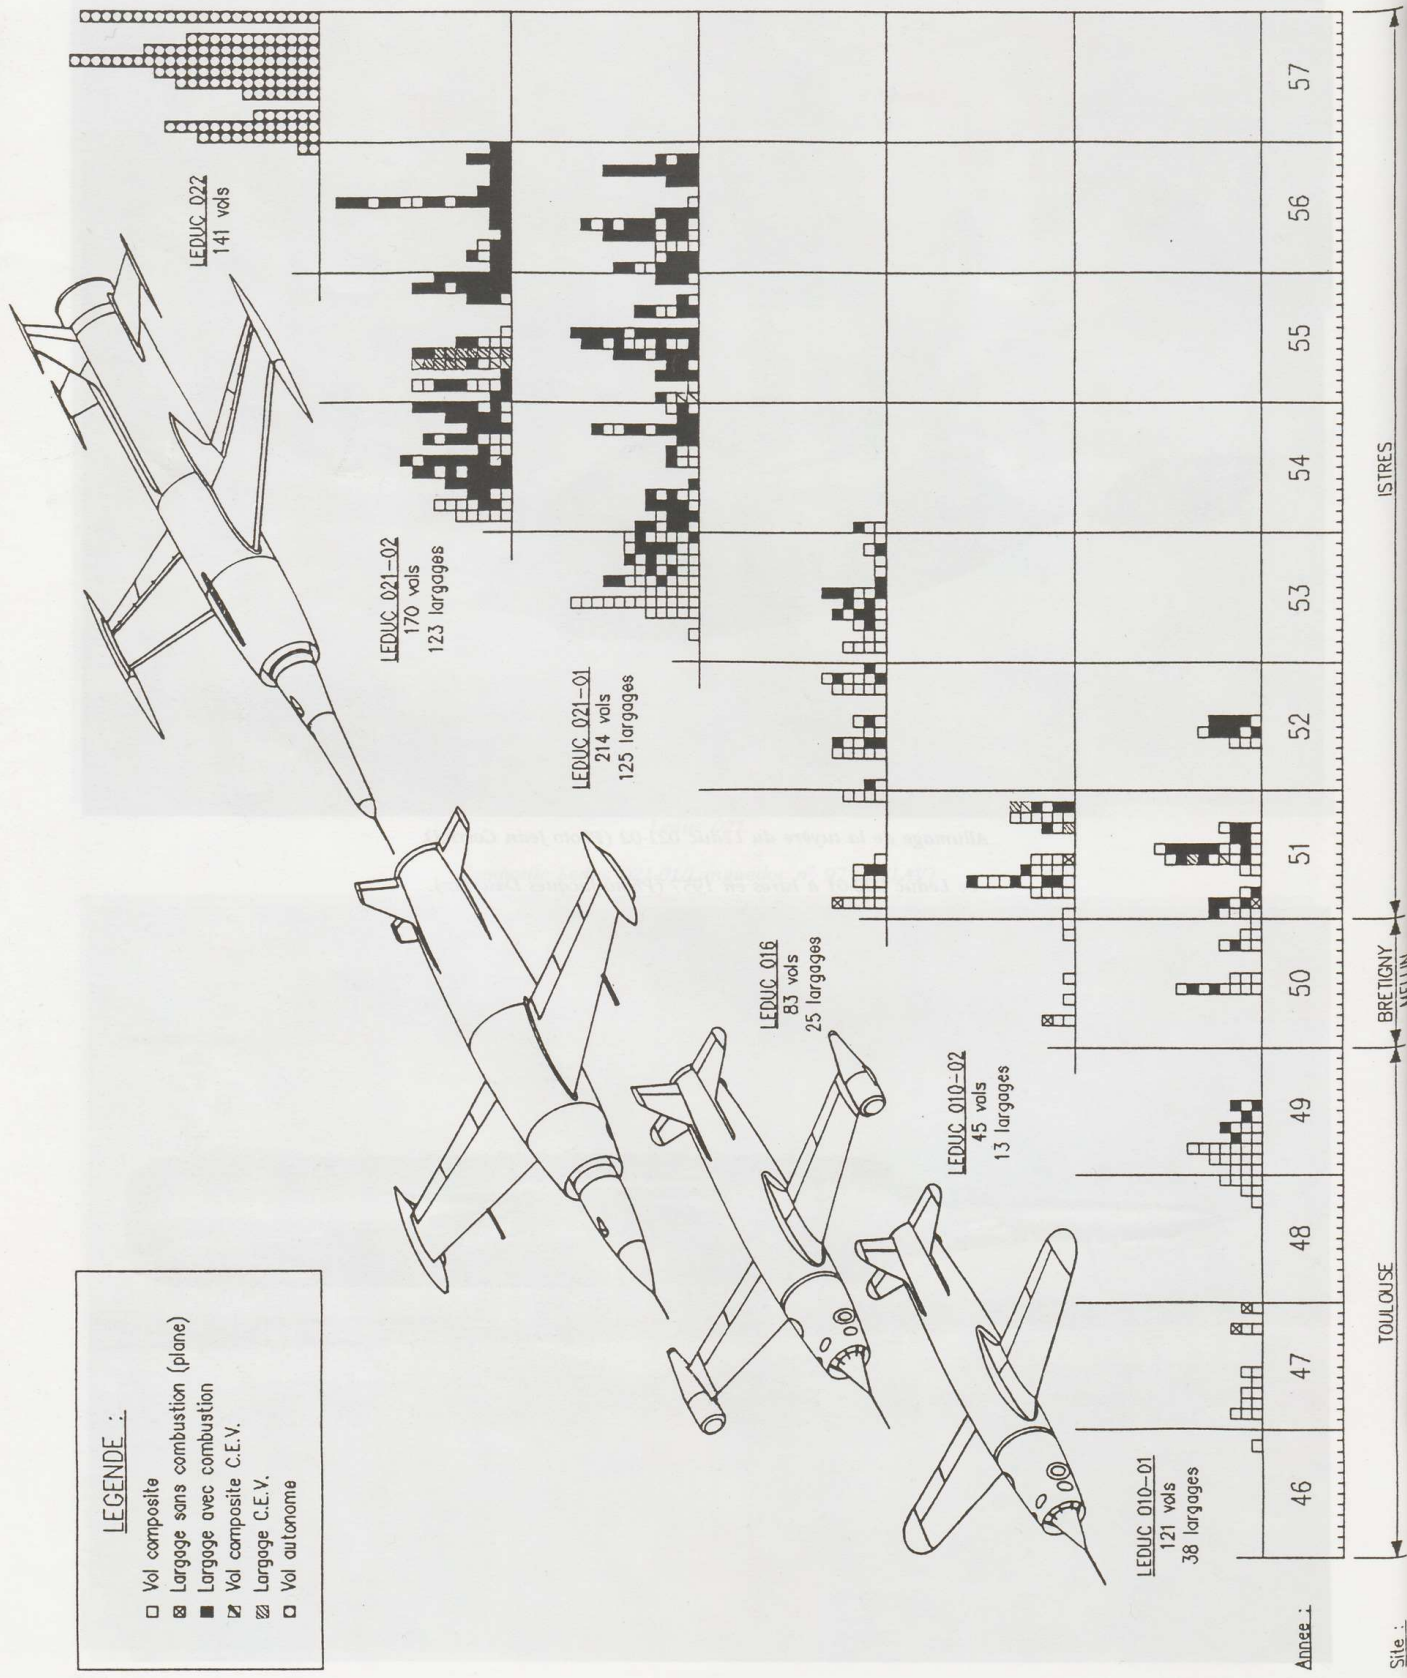 LEGENDE :
Vol composite
Largage sans combustion (plane)
Largage avec combustion
Vol composite C.E.V.
Largage C.E.V.
Vol autonome
LEDUC 022
141 vols
LEDUC 021-02
170 vols
123 largages
LEDUC 021-01
214 vols
125 largages
LEDUC 016
83 vols
25 largages
LEDUC 010-02
45 vols
13 largages
LEDUC 010-01
121 vols
38 largages
Annee : 46 47 48 49 50 51 52 53 54 55 56 57
Site : TOULOUSE BRETIGNY ISTRES